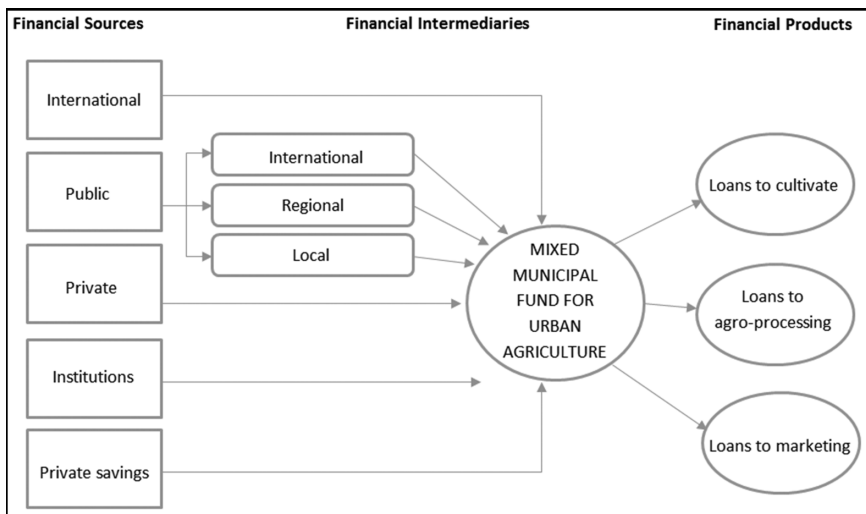 Financial Sources
Financial Intermediaries
Financial Products
International
Public
Private
Institutions
Private savings
International
Regional
Local
MIXED
MUNICIPAL
FUND FOR
URBAN
AGRICULTURE
Loans to cultivate
Loans to
agro-processing
Loans to marketing